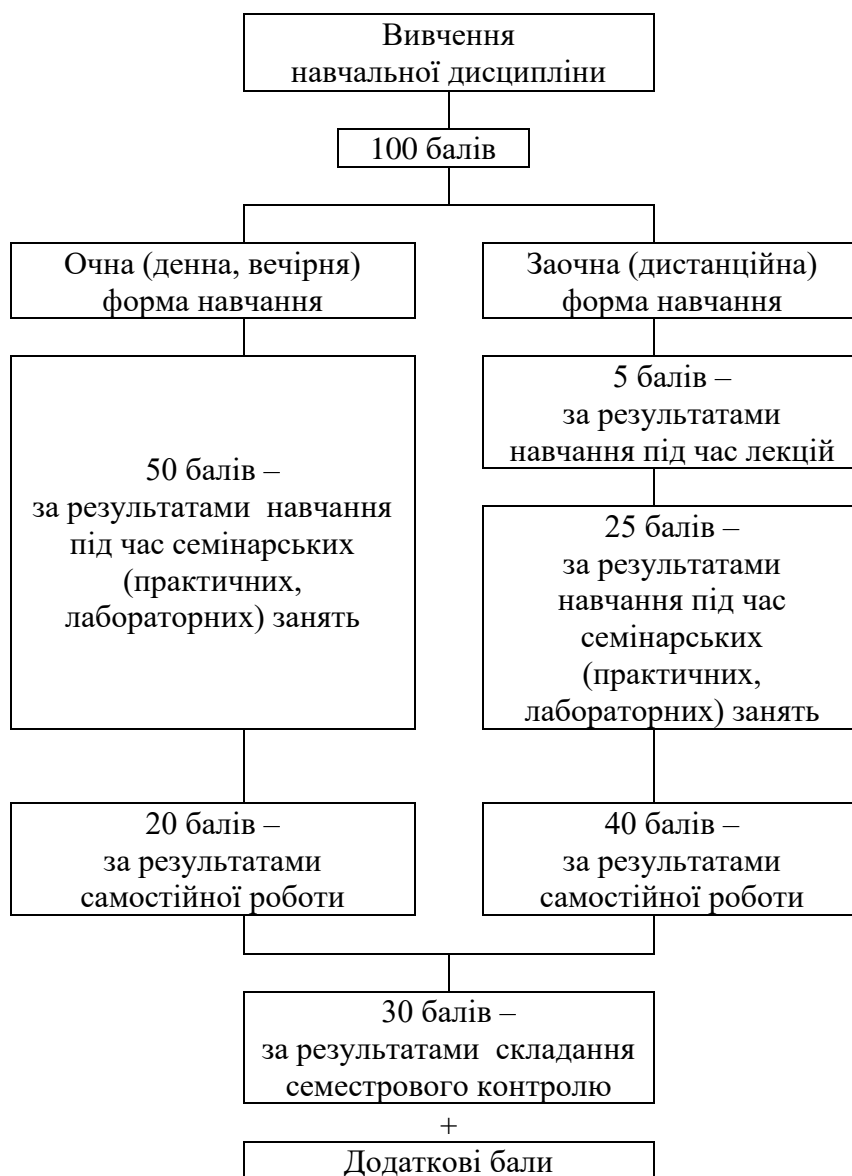 Вивчення
навчальної дисципліни
100 балів
Очна (денна, вечірня)
форма навчання
Заочна (дистанційна)
форма навчання
50 балів –
за результатами навчання
під час семінарських
(практичних,
лабораторних) занять
5 балів –
за результатами
навчання під час лекцій
25 балів –
за результатами
навчання під час
семінарських
(практичних,
лабораторних) занять
20 балів –
за результатами
самостійної роботи
40 балів –
за результатами
самостійної роботи
30 балів –
за результатами складання
семестрового контролю
+
Додаткові бали